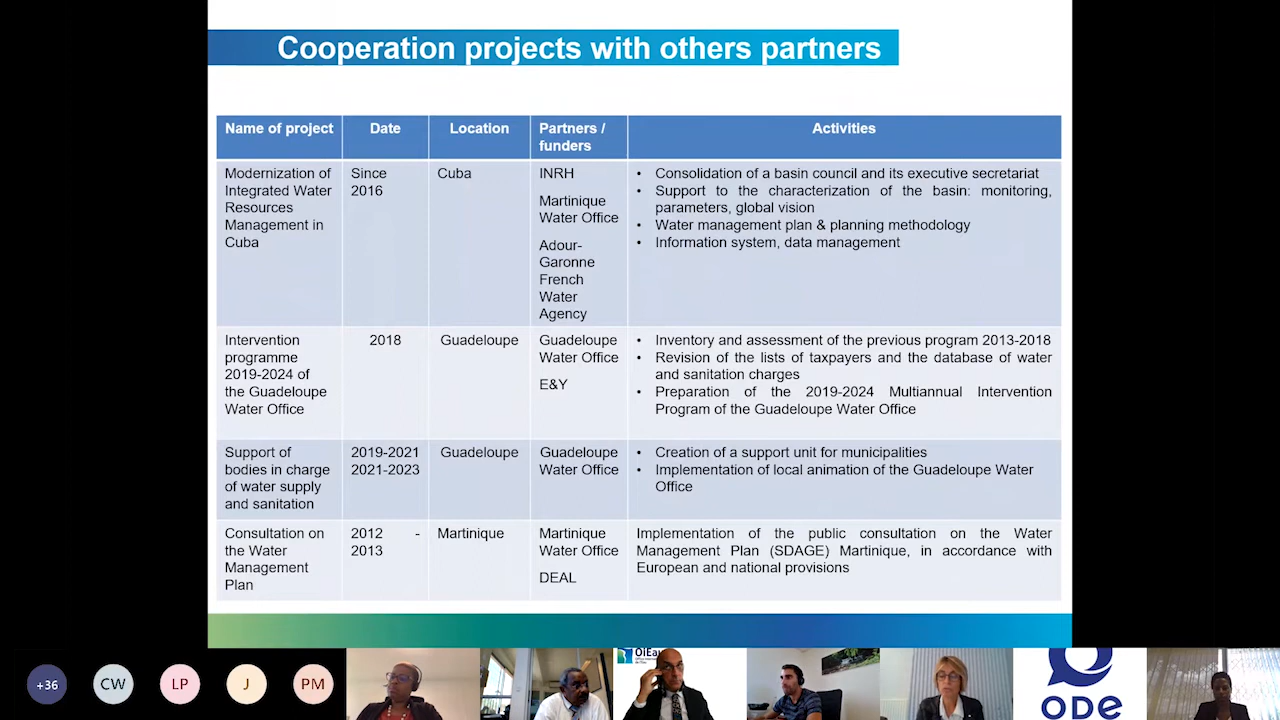 Cooperation projects with others partners
Name of project
Date
Location
Partners /
funders
Activities
Modernization of
Integrated Water
Resources
Management in
Cuba
Since
2016
Cuba
INRH
Martinique
Water Office
Adour-
Garonne
French
Water
Agency
• Consolidation of a basin council and its executive secretariat
• Support to the characterization of the basin: monitoring,
parameters, global vision
• Water management plan & planning methodology
• Information system, data management
Intervention
programme
2019-2024 of
the Guadeloupe
Water Office
2018
Guadeloupe
Guadeloupe
Water Office
E&Y
• Inventory and assessment of the previous program 2013-2018
• Revision of the lists of taxpayers and the database of water
and sanitation charges
• Preparation of the 2019-2024 Multiannual Intervention
Program of the Guadeloupe Water Office
Support of
bodies in charge
of water supply
and sanitation
2019-2021
2021-2023
Guadeloupe
Guadeloupe
Water Office
• Creation of a support unit for municipalities
• Implementation of local animation of the Guadeloupe Water
Office
Consultation on
the Water
Management
Plan
2012 -
2013
Martinique
Martinique
Water Office
DEAL
Implementation of the public consultation on the Water
Management Plan (SDAGE) Martinique, in accordance with
European and national provisions
+36
CW
LP
J
PM
ODE